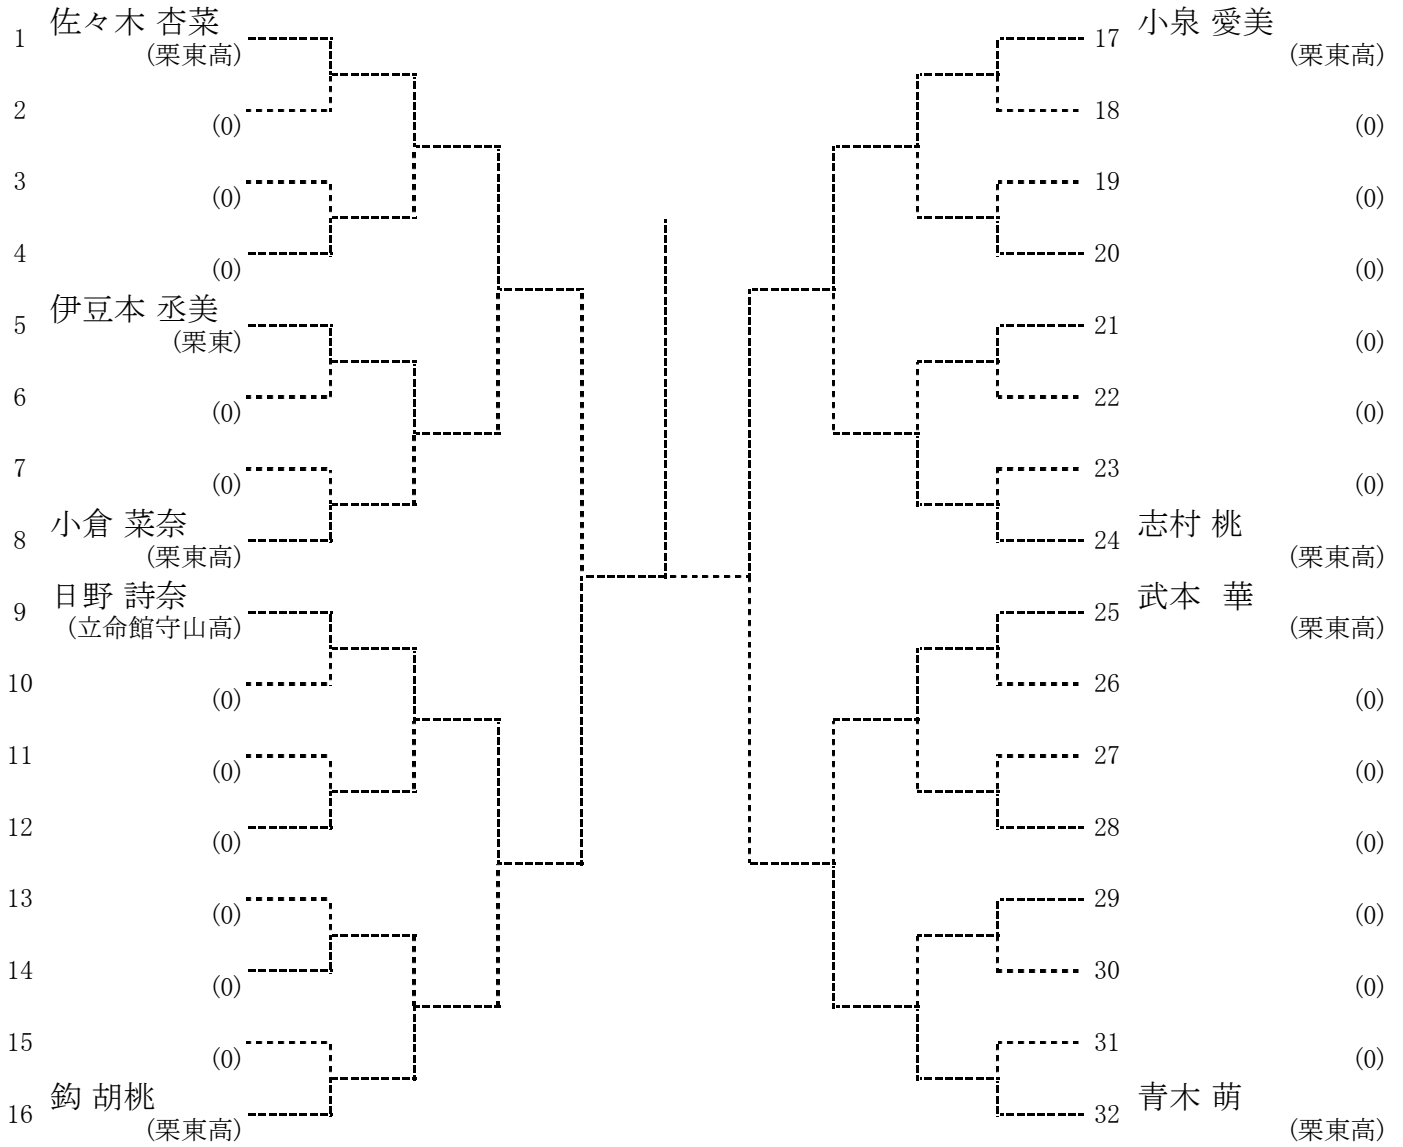 1 佐々木 杏菜
(栗東高)
2 (0)
3 (0)
4 (0)
5 伊豆本 丞美
(栗東)
6 (0)
7 (0)
8 小倉 菜奈
(栗東高)
9 日野 詩奈
(立命館守山高)
10 (0)
11 (0)
12 (0)
13 (0)
14 (0)
15 (0)
16 鈎 胡桃
(栗東高)
17 小泉 愛美
(栗東高)
18 (0)
19 (0)
20 (0)
21 (0)
22 (0)
23 (0)
24 志村 桃
(栗東高)
25 武本 華
(栗東高)
26 (0)
27 (0)
28 (0)
29 (0)
30 (0)
31 (0)
32 青木 萌
(栗東高)